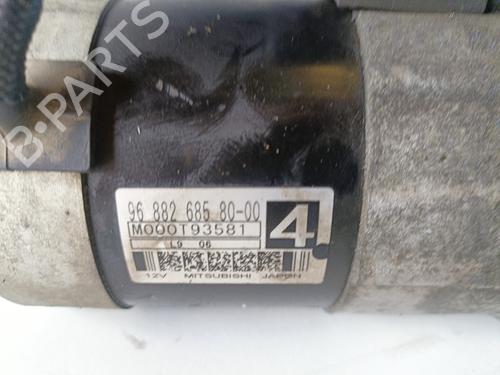 B-PARTS
96 882 685 80-00
M000T93581
4.
L9 06
12V MITSUBISHI JAPAN